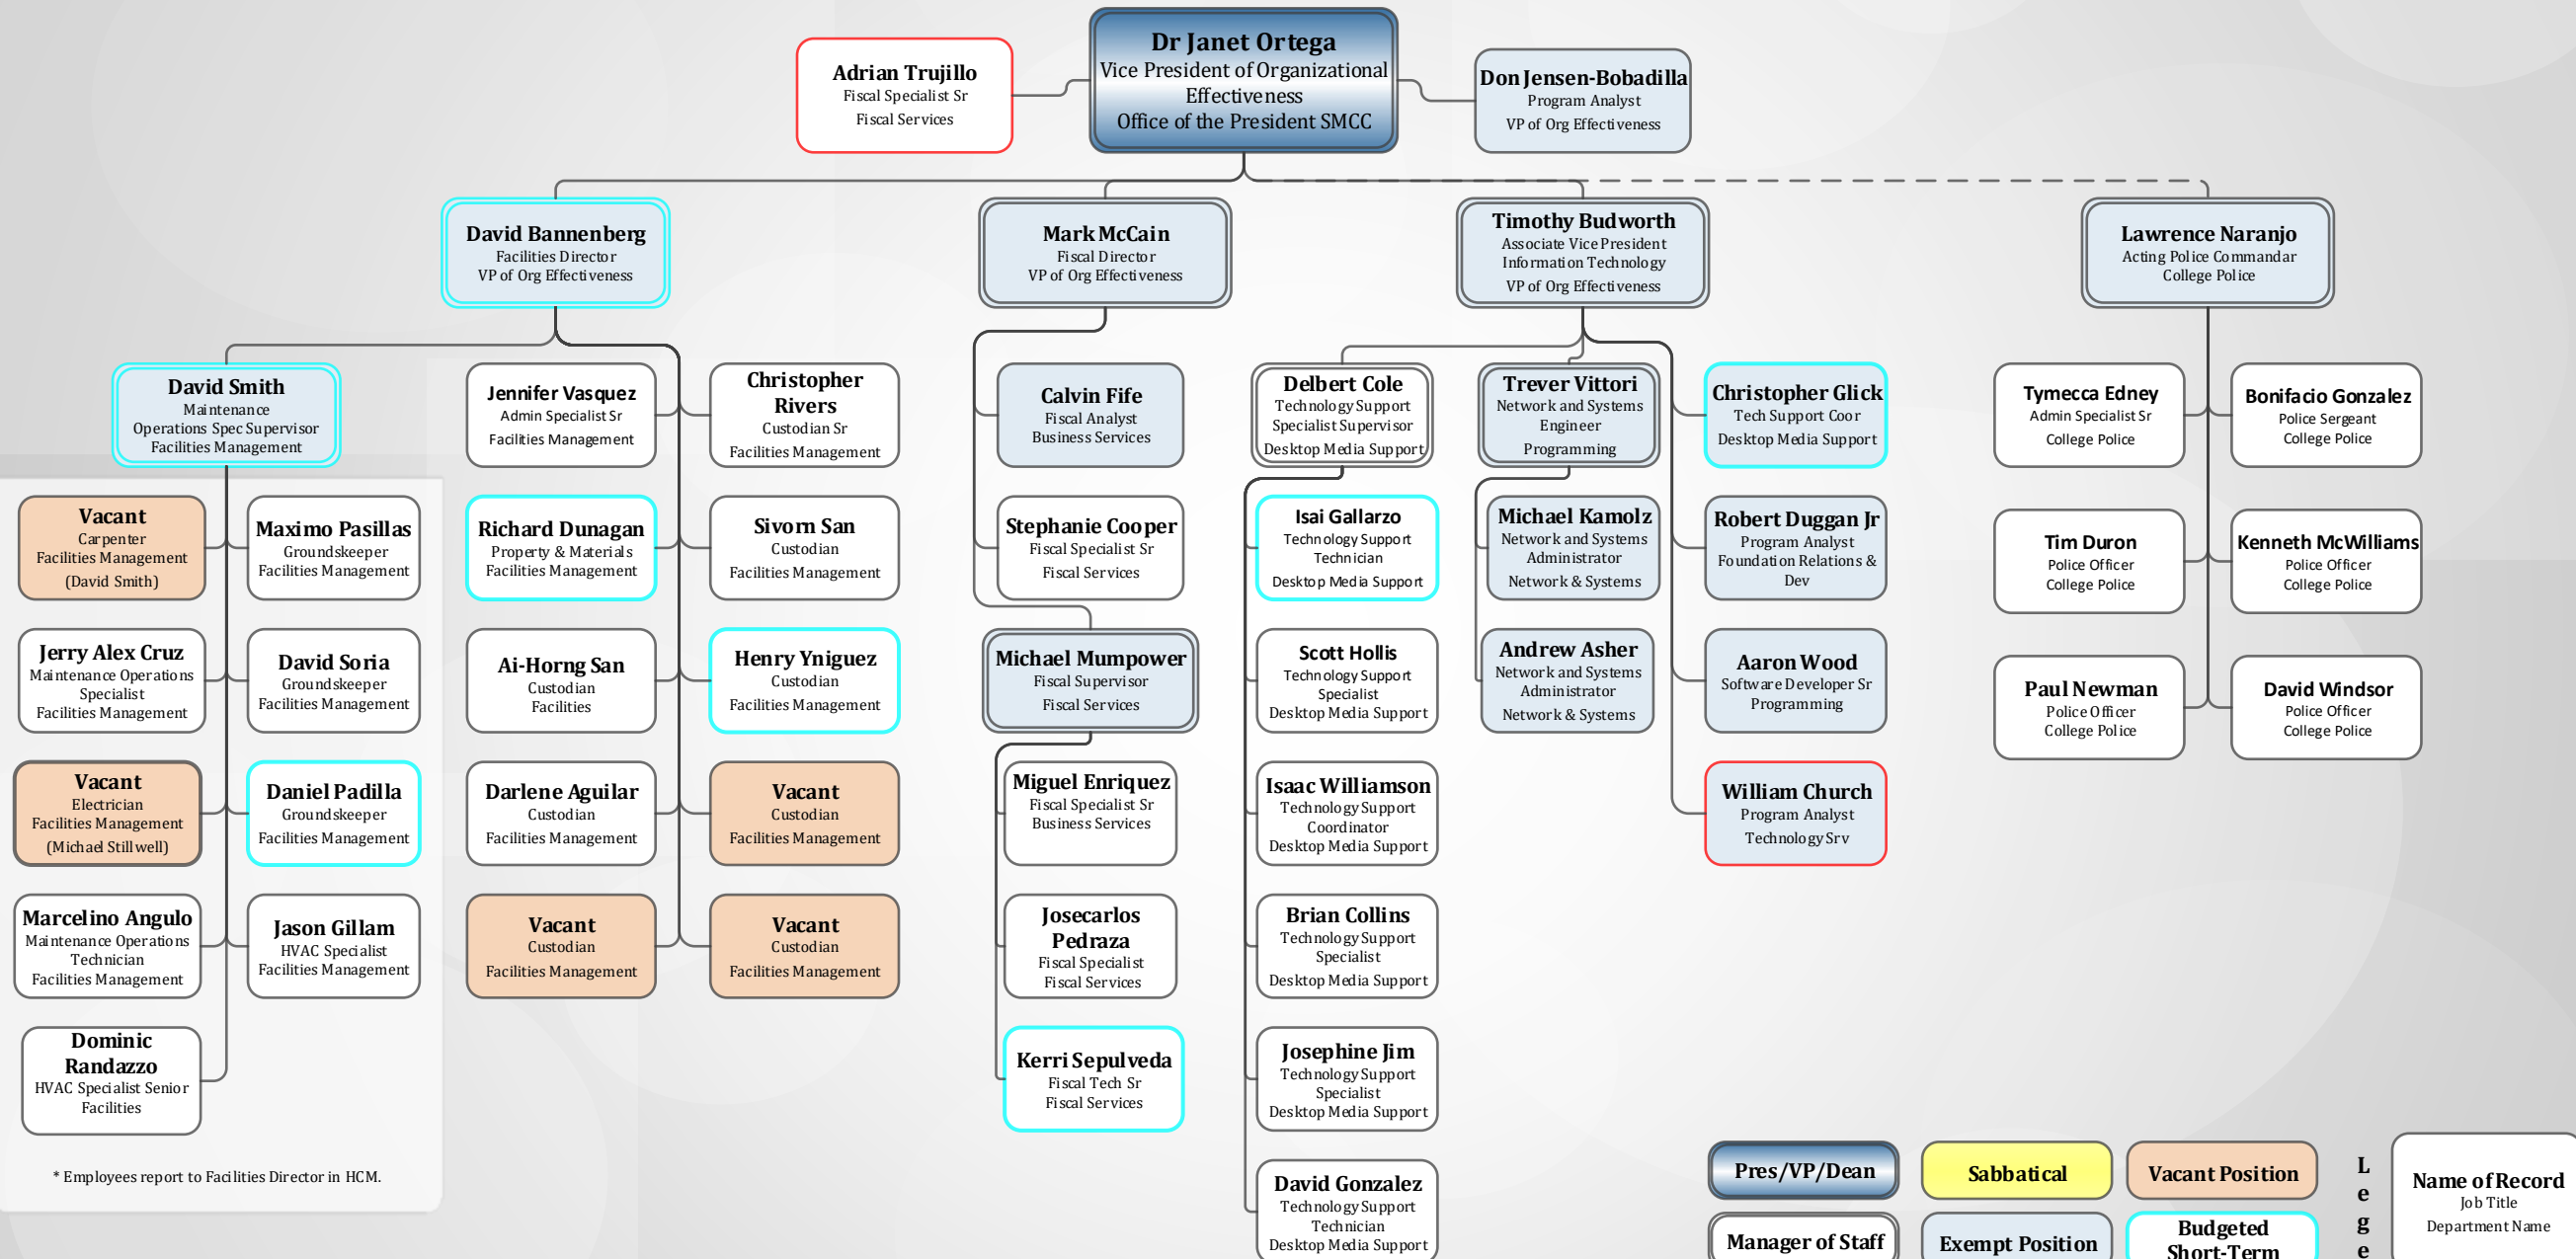 Dr Janet Ortega
Vice President of Organizational
Effectiveness
Office of the President SMCC
Adrian Trujillo
Fiscal Specialist Sr
Fiscal Services
Don Jensen-Bobadilla
Program Analyst
VP of Org Effectiveness
David Bannenberg
Facilities Director
VP of Org Effectiveness
Mark McCain
Fiscal Director
VP of Org Effectiveness
Timothy Budworth
Associate Vice President
Information Technology
VP of Org Effectiveness
Lawrence Naranjo
Acting Police Commandar
College Police
David Smith
Maintenance
Operations Spec Supervisor
Facilities Management
Vacant
Carpenter
Facilities Management
(David Smith)
Maximo Pasillas
Groundskeeper
Facilities Management
Jerry Alex Cruz
Maintenance Operations
Specialist
Facilities Management
David Soria
Groundskeeper
Facilities Management
Vacant
Electrician
Facilities Management
(Michael Stillwell)
Daniel Padilla
Groundskeeper
Facilities Management
Marcelino Angulo
Maintenance Operations
Technician
Facilities Management
Jason Gillam
HVAC Specialist
Facilities Management
Dominic
Randazzo
HVAC Specialist Senior
Facilities
* Employees report to Facilities Director in HCM.
Jennifer Vasquez
Admin Specialist Sr
Facilities Management
Christopher
Rivers
Custodian Sr
Facilities Management
Richard Dunagan
Property & Materials
Facilities Management
Sivorn San
Custodian
Facilities Management
Ai-Horng San
Custodian
Facilities
Henry Yniguez
Custodian
Facilities Management
Darlene Aguilar
Custodian
Facilities Management
Vacant
Custodian
Facilities Management
Vacant
Custodian
Facilities Management
Vacant
Custodian
Facilities Management
Calvin Fife
Fiscal Analyst
Business Services
Stephanie Cooper
Fiscal Specialist Sr
Fiscal Services
Michael Mumpower
Fiscal Supervisor
Fiscal Services
Miguel Enriquez
Fiscal Specialist Sr
Business Services
Josecarlos
Pedraza
Fiscal Specialist
Fiscal Services
Kerri Sepulveda
Fiscal Tech Sr
Fiscal Services
Delbert Cole
Technology Support
Specialist Supervisor
Desktop Media Support
Isai Gallarzo
Technology Support
Technician
Desktop Media Support
Scott Hollis
Technology Support
Specialist
Desktop Media Support
Isaac Williamson
Technology Support
Coordinator
Desktop Media Support
Brian Collins
Technology Support
Specialist
Desktop Media Support
Josephine Jim
Technology Support
Specialist
Desktop Media Support
David Gonzalez
Technology Support
Technician
Desktop Media Support
Trever Vittori
Network and Systems
Engineer
Programming
Michael Kamolz
Network and Systems
Administrator
Network & Systems
Andrew Asher
Network and Systems
Administrator
Network & Systems
Christopher Glick
Tech Support Coor
Desktop Media Support
Robert Duggan Jr
Program Analyst
Foundation Relations &
Dev
Aaron Wood
Software Developer Sr
Programming
William Church
Program Analyst
Technology Srv
Tymecca Edney
Admin Specialist Sr
College Police
Bonifacio Gonzalez
Police Sergeant
College Police
Tim Duron
Police Officer
College Police
Kenneth McWilliams
Police Officer
College Police
Paul Newman
Police Officer
College Police
David Windsor
Police Officer
College Police
Pres/VP/Dean
Sabbatical
Vacant Position
Manager of Staff
Exempt Position
Budgeted
Short-Term
L
e
g
e
Name of Record
Job Title
Department Name